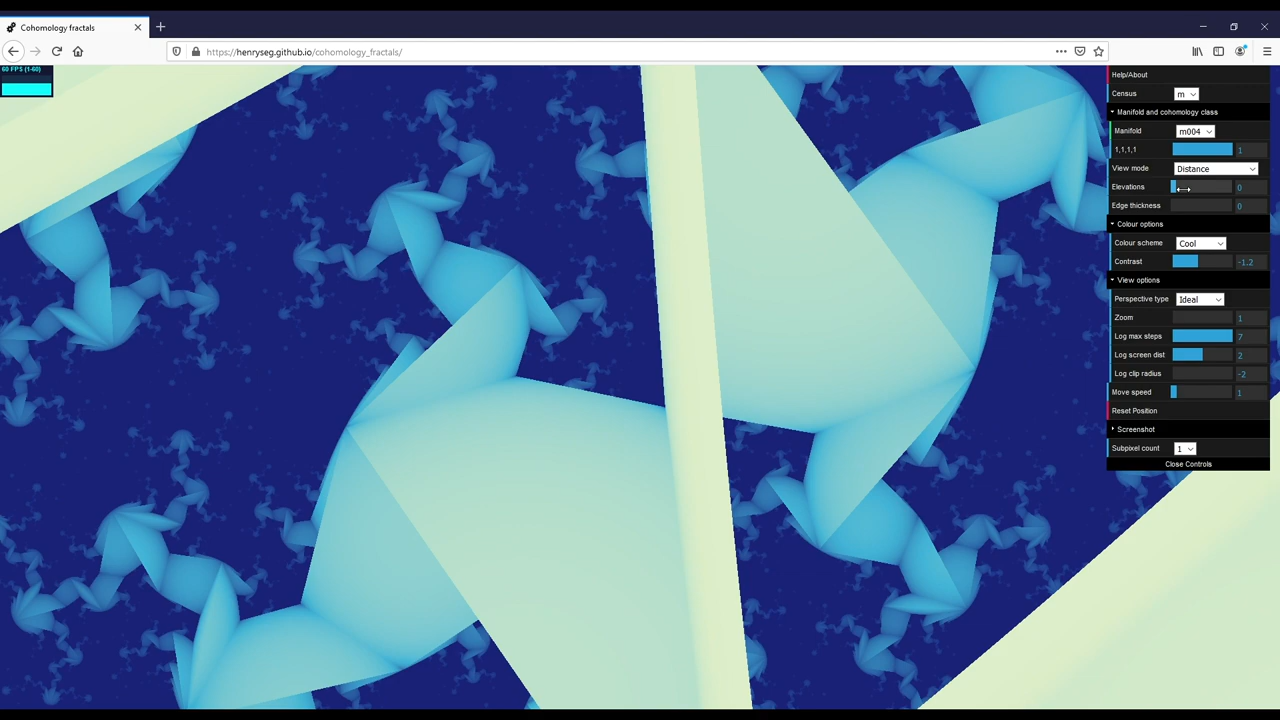 Cohomology fractals
https://henryseg.github.io/cohomology_fractals/
60 FPS (1-60)
Help/About
Census m
Manifold and cohomology class
Manifold m004
1,1,1,1 1
View mode Distance
Elevations 0
Edge thickness 0
Colour options
Colour scheme Cool
Contrast -1.2
View options
Perspective type Ideal
Zoom 1
Log max steps 7
Log screen dist 2
Log clip radius -2
Move speed 1
Reset Position
Screenshot
Subpixel count 1
Close Controls